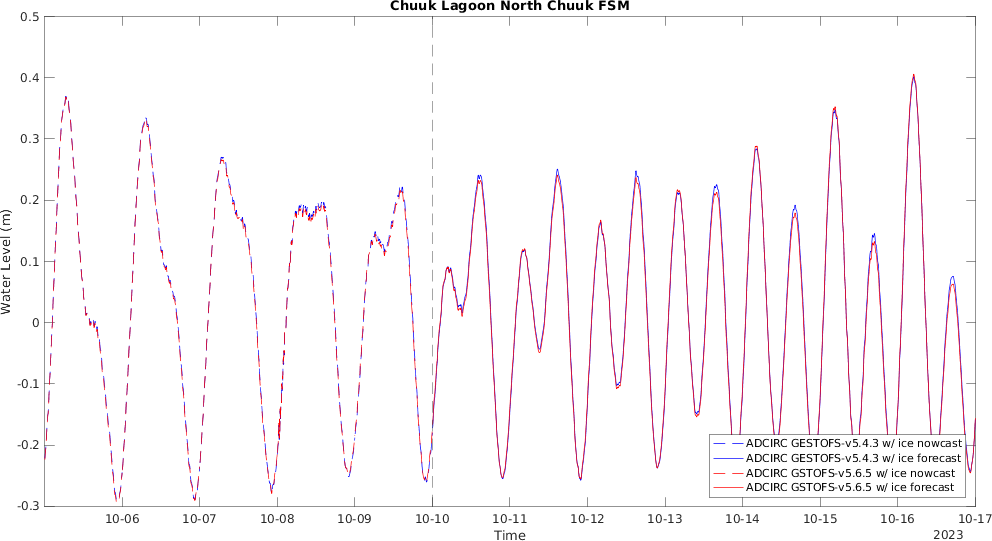 Chuuk Lagoon North Chuuk FSM
Water Level (m)
0.5
0.4
0.3
0.2
0.1
0
-0.1
-0.2
-0.3
ADCIRC GESTOFS-v5.4.3 w/ ice nowcast
ADCIRC GESTOFS-v5.4.3 w/ ice forecast
ADCIRC GSTOFS-v5.6.5 w/ ice nowcast
ADCIRC GSTOFS-v5.6.5 w/ ice forecast
10-06 10-07 10-08 10-09 10-10 10-11 10-12 10-13 10-14 10-15 10-16 10-17
Time
2023